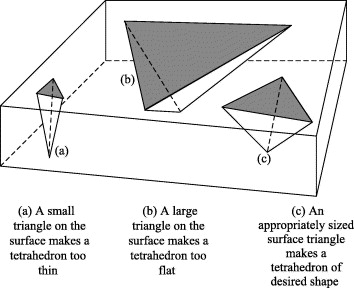 (b)
(a)
(c)
(a) A small
triangle on the
surface makes a
tetrahedron too
thin
(b) A large
triangle on the
surface makes a
tetrahedron too
flat
(c) An
appropriately sized
surface triangle
makes a
tetrahedron of
desired shape